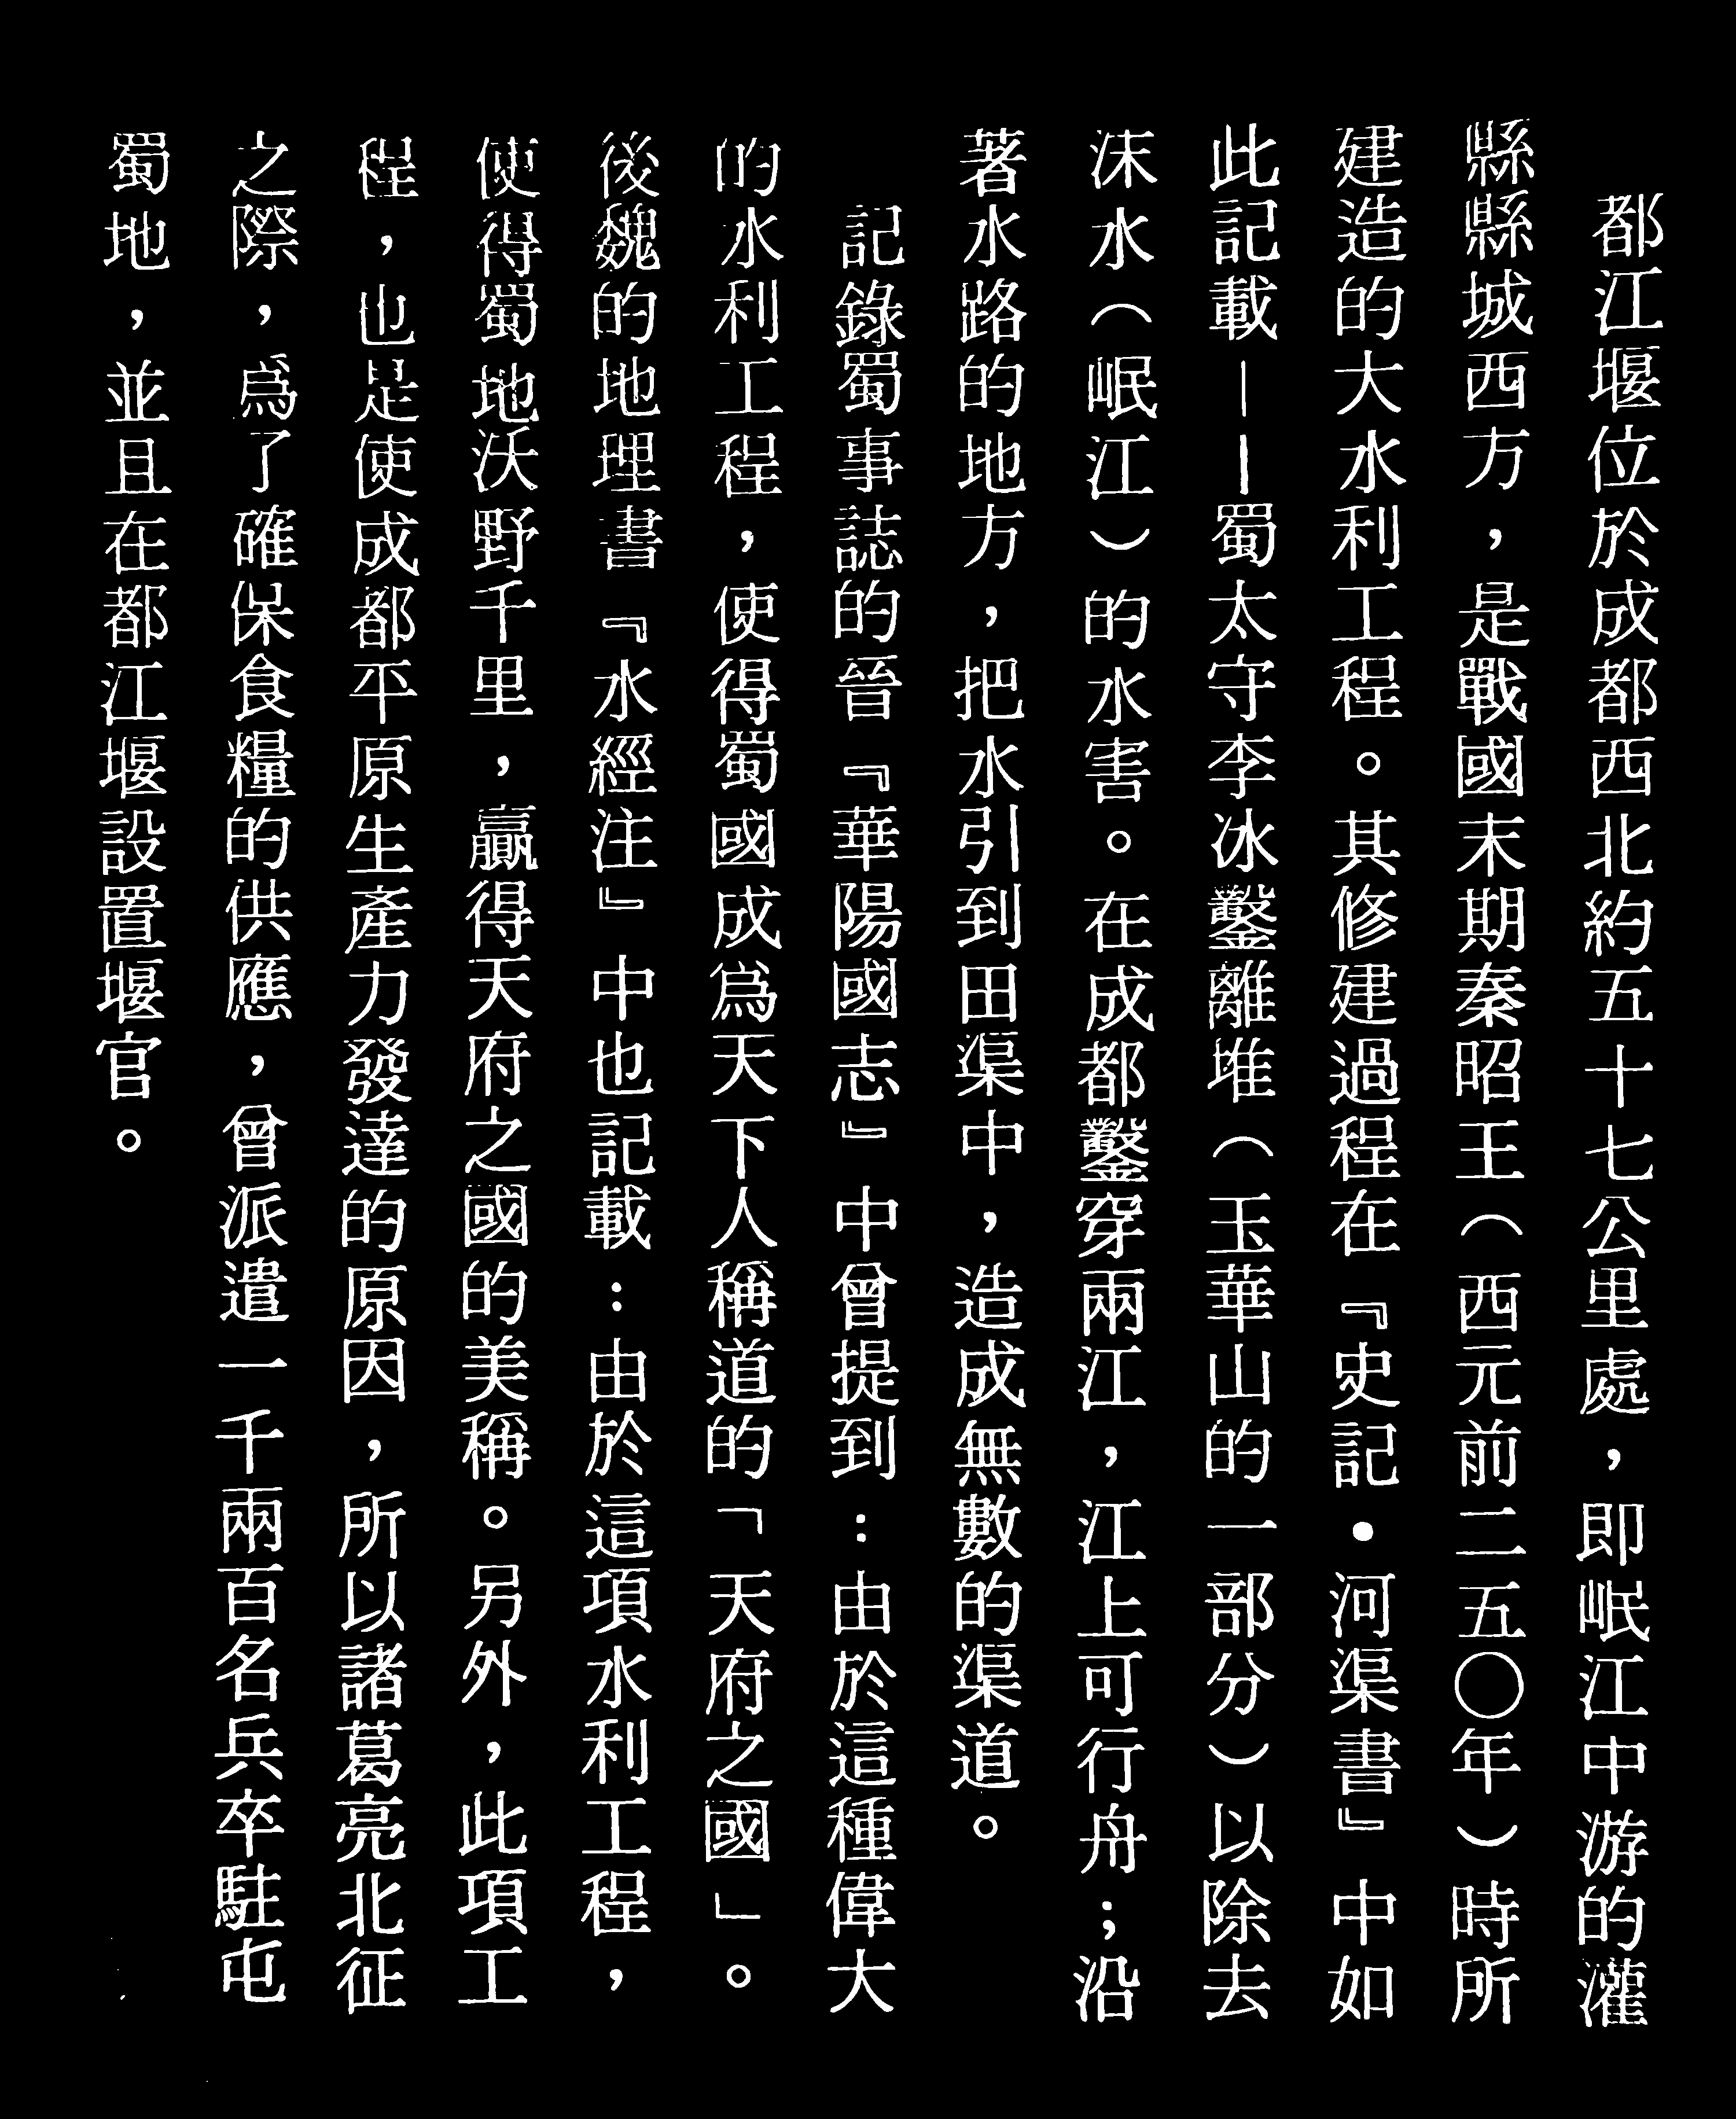 都江堰位於成都西北約五十七公里處，即岷江中游的灌
縣縣城西方，是戰國末期秦昭王（西元前二五〇年）時所
建造的大水利工程。其修建過程在『史記•河渠書』中如
此記載——蜀太守李冰鑿離堆（玉華山的一部分）以除去
沫水（岷江）的水害。在成都鑿穿兩江，江上可行舟；沿
著水路的地方，把水引到田渠中，造成無數的渠道。
記錄蜀事誌的晉『華陽國志』中曾提到：由於這種偉大
的水利工程，使得蜀國成為天下人稱道的「天府之國」。
後魏的地理書『水經注』中也記載：由於這項水利工程，
使得蜀地沃野千里，贏得天府之國的美稱。另外，此項工
程，也是使成都平原生產力發達的原因，所以諸葛亮北征
之際，爲了確保食糧的供應，曾派遣一千兩百名兵卒駐屯
蜀地，並且在都江堰設置堰官。